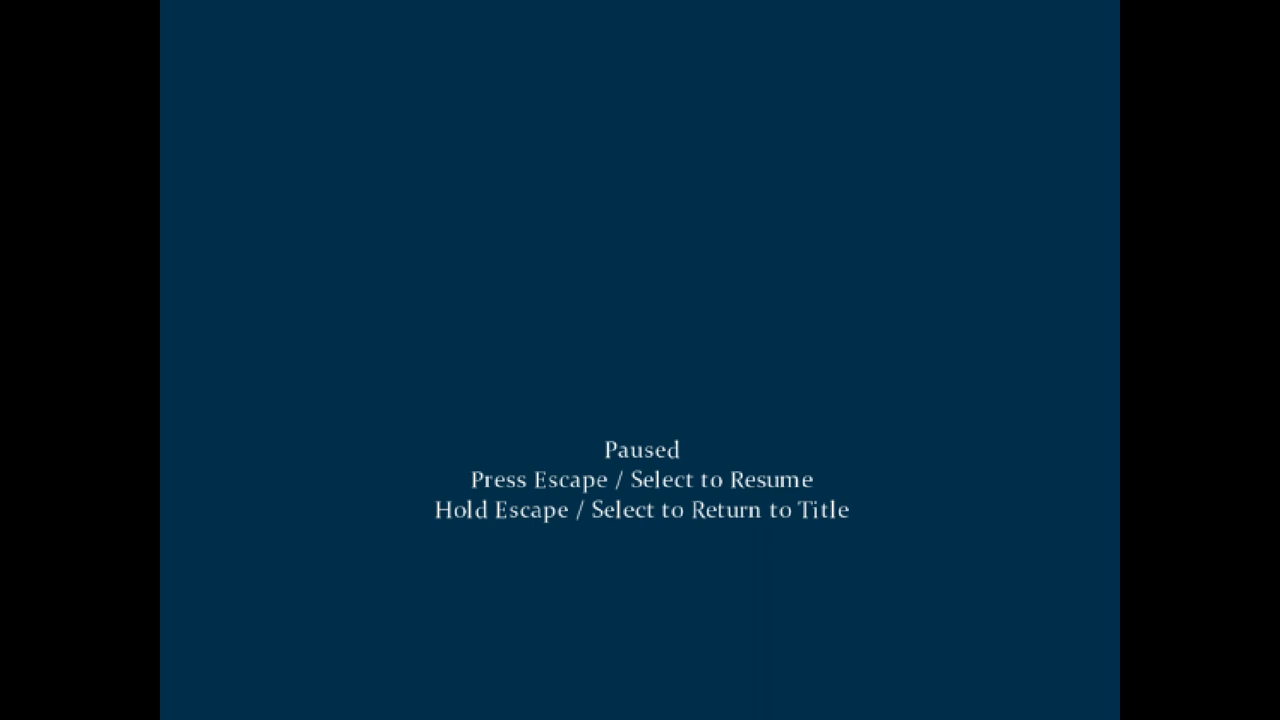 Paused
Press Escape / Select to Resume
Hold Escape / Select to Return to Title